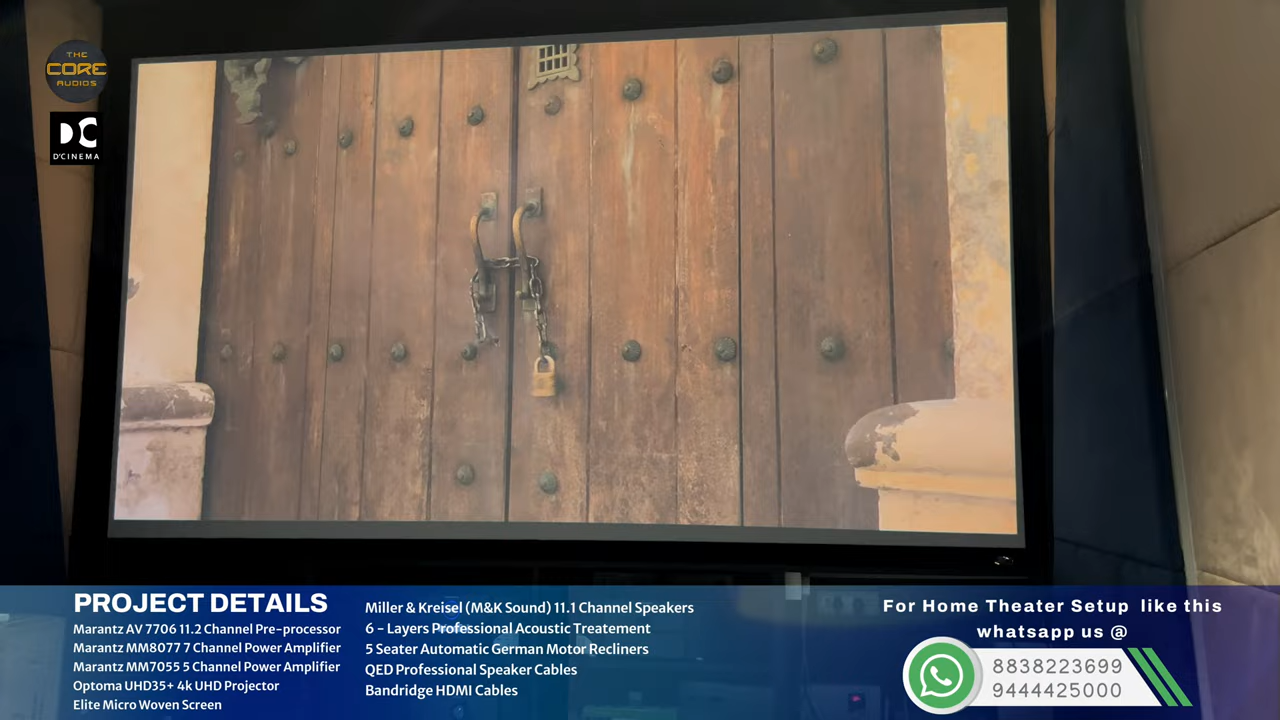 THE
CORE
AUDIOS
DC
D'CINEMA
PROJECT DETAILS
Marantz AV 7706 11.2 Channel Pre-processor
Marantz MM8077 7 Channel Power Amplifier
Marantz MM7055 5 Channel Power Amplifier
Optoma UHD35+ 4k UHD Projector
Elite Micro Woven Screen
Miller & Kreisel (M&K Sound) 11.1 Channel Speakers
6 - Layers Professional Acoustic Treatement
5 Seater Automatic German Motor Recliners
QED Professional Speaker Cables
Bandridge HDMI Cables
For Home Theater Setup like this
whatsapp us @
8838223699
9444425000